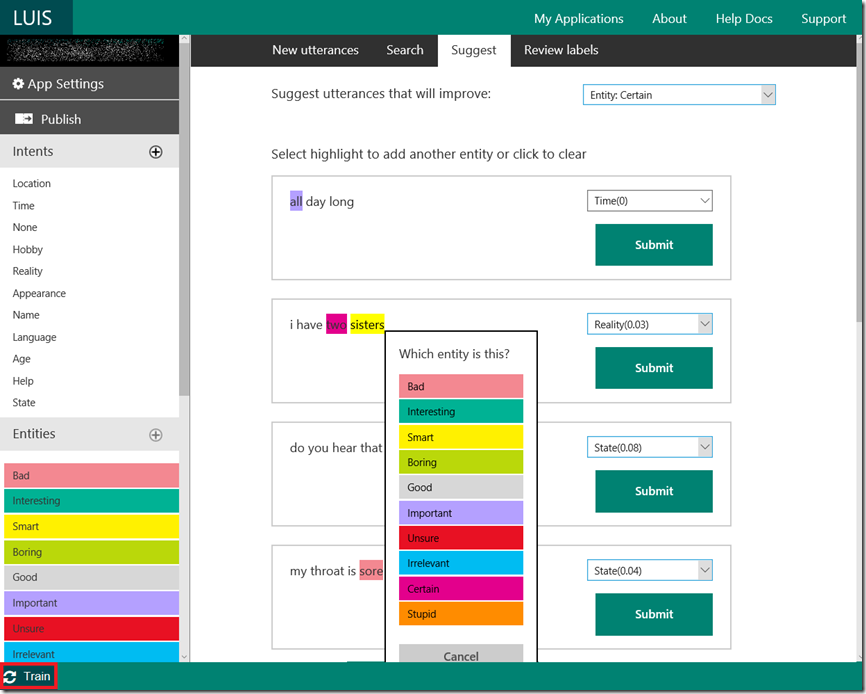 LUIS
My Applications About Help Docs Support
New utterances Search Suggest Review labels
App Settings
Publish
Intents
Location
Time
None
Hobby
Reality
Appearance
Name
Language
Age
Help
State
Entities
Bad
Interesting
Smart
Boring
Good
Important
Unsure
Irrelevant
Train
Suggest utterances that will improve: Entity: Certain
Select highlight to add another entity or click to clear
all day long Time(0)
Submit
i have two sisters Reality(0.03)
Submit
do you hear that State(0.08)
Submit
my throat is sore State(0.04)
Submit
Which entity is this?
Bad
Interesting
Smart
Boring
Good
Important
Unsure
Irrelevant
Certain
Stupid
Cancel